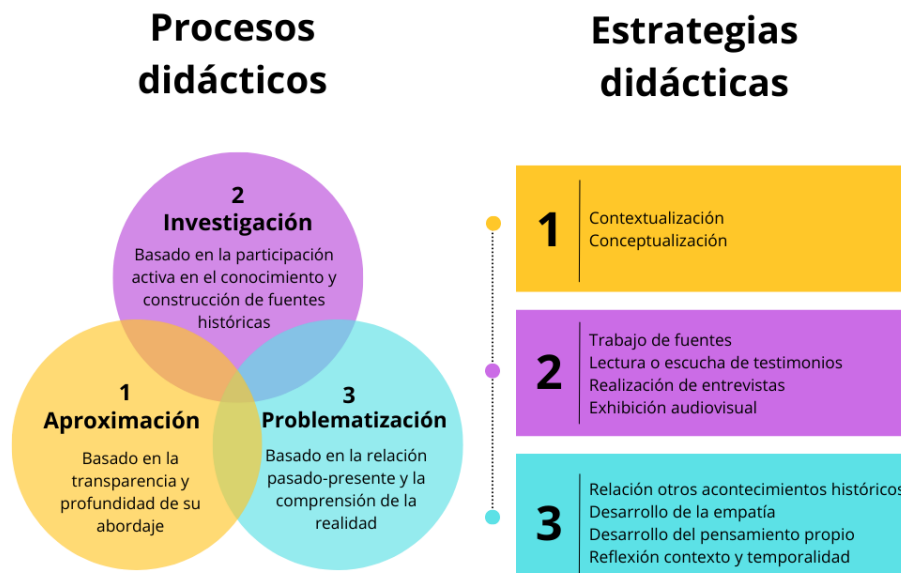 Procesos
didácticos
2
Investigación
Basado en la participación
activa en el conocimiento y
construcción de fuentes
históricas
1
Aproximación
Basado en la
transparencia y
profundidad de su
abordaje
3
Problematización
Basado en la relación
pasado-presente y la
comprensión de la
realidad
Estrategias
didácticas
1
Contextualización
Conceptualización
2
Trabajo de fuentes
Lectura o escucha de testimonios
Realización de entrevistas
Exhibición audiovisual
3
Relación otros acontecimientos históricos
Desarrollo de la empatía
Desarrollo del pensamiento propio
Reflexión contexto y temporalidad